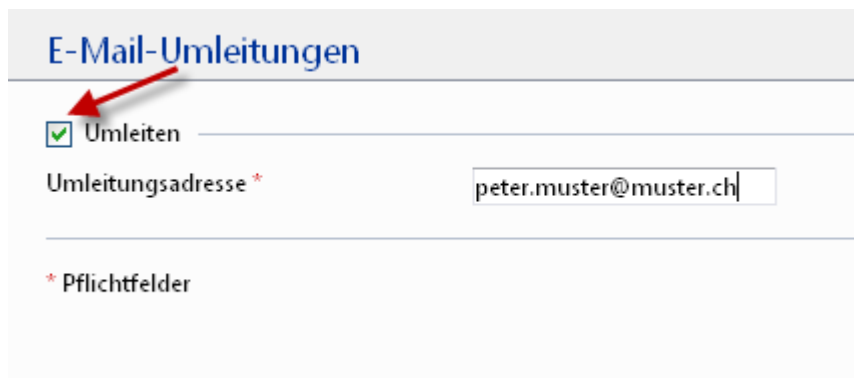 E-Mail-Umleitungen
Umleiten
Umleitungsadresse * peter.muster@muster.ch
* Pflichtfelder